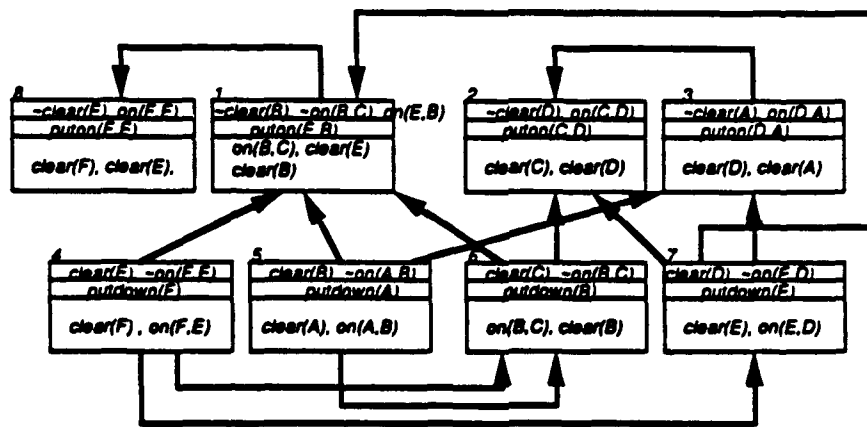 8
~clear(E), on(F,E)
puton(F,E)
clear(F), clear(E),
1
~clear(B), ~on(B,C), on(E,B)
puton(E,B)
on(B,C), clear(E)
clear(B)
2
~clear(D), on(C,D)
puton(C,D)
clear(C), clear(D)
3
~clear(A), on(D,A)
puton(D,A)
clear(D), clear(A)
4
clear(E), ~on(F,E)
putdown(F)
clear(F) , on(F,E)
5
clear(B), ~on(A,B)
putdown(A)
clear(A), on(A,B)
6
clear(C), ~on(B,C)
putdown(B)
on(B,C), clear(B)
7
clear(D), ~on(E,D)
putdown(E)
clear(E), on(E,D)